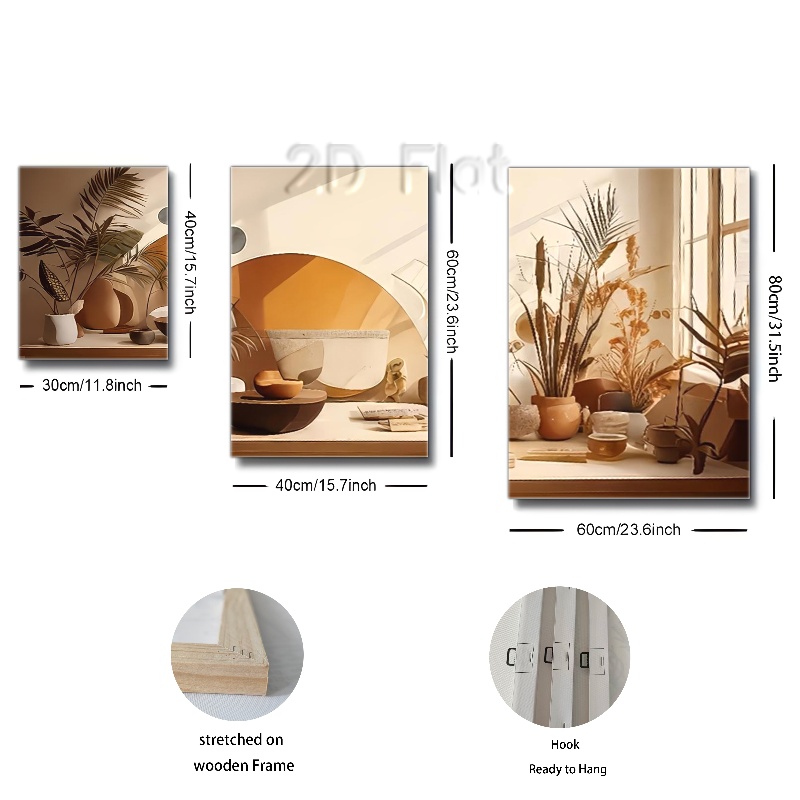 2D Flat
40cm/15.7inch
30cm/11.8inch
60cm/23.6inch
40cm/15.7inch
80cm/31.5inch
60cm/23.6inch
stretched on
wooden Frame
Hook
Ready to Hang